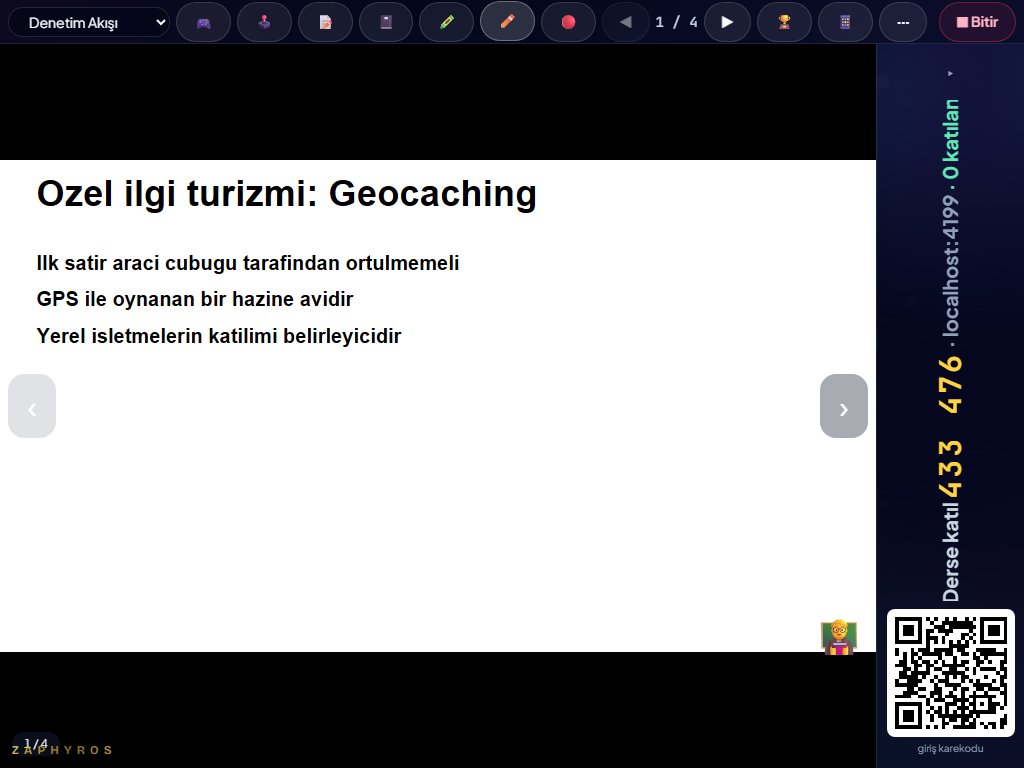 Denetim Akışı
1 / 4
Bitir
Ozel ilgi turizmi: Geocaching
Ilk satir araci cubugu tarafindan ortulmemeli
GPS ile oynanan bir hazine avidir
Yerel isletmelerin katilimi belirleyicidir
Derse katıl 433 476 · localhost:4199 · 0 katılan
giriş karekodu
1/4
ZAPHYROS